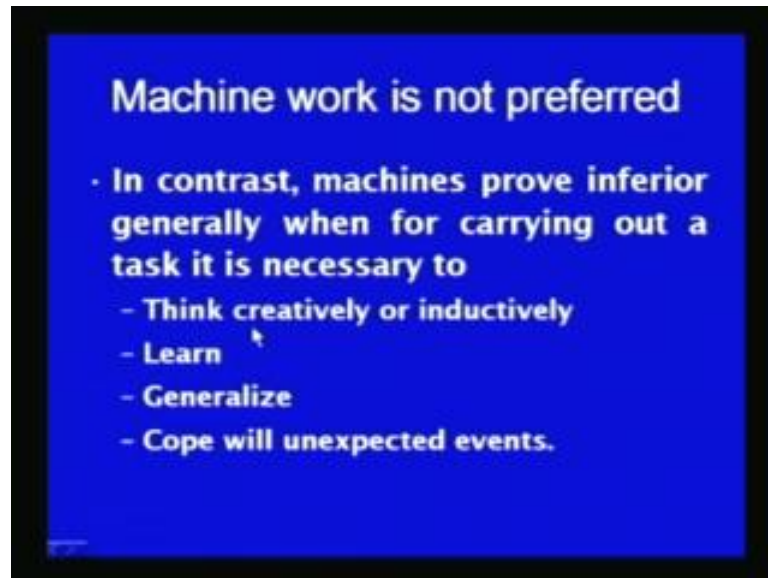 Machine work is not preferred
· In contrast, machines prove inferior
generally when for carrying out a
task it is necessary to
– Think creatively or inductively
– Learn
– Generalize
– Cope will unexpected events.